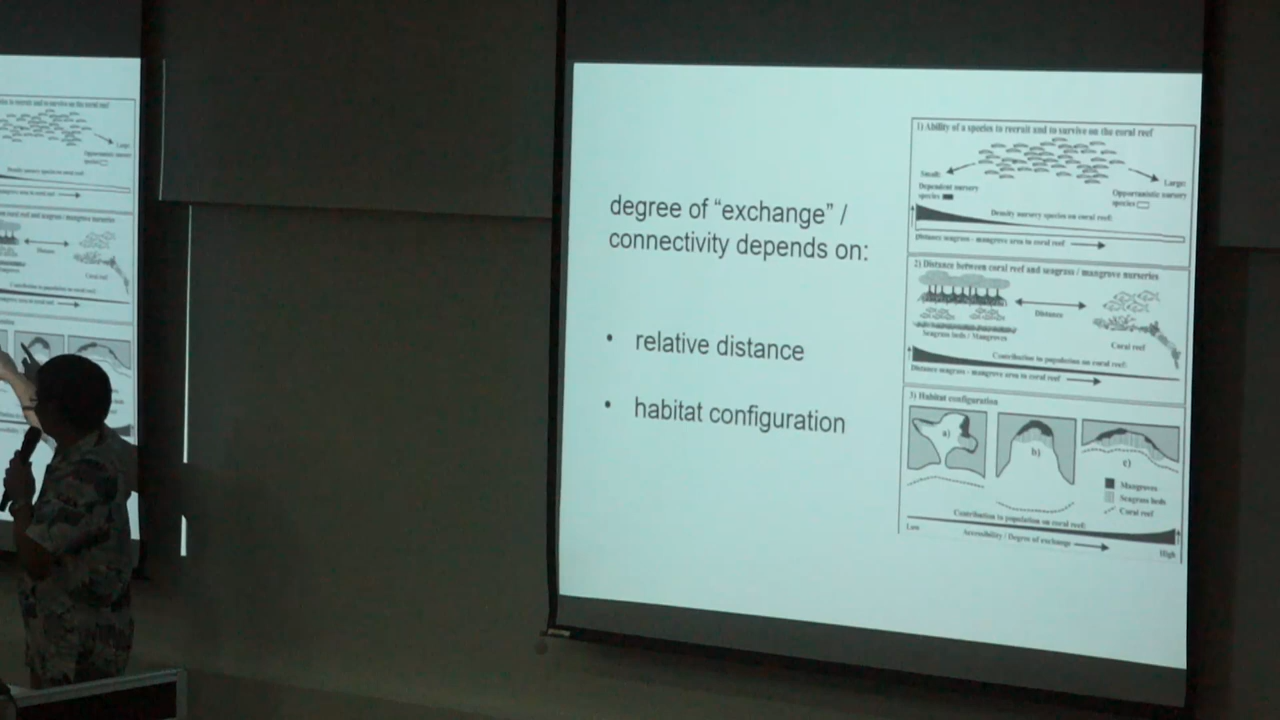 degree of “exchange” /
connectivity depends on:
• relative distance
• habitat configuration
1) Ability of a species to recruit and to survive on the coral reef
Small:
Dependent nursery
species
Large:
Opportunistic nursery
species
Density nursery species on coral reef:
Distance seagrass - mangrove area to coral reef
2) Distance between coral reef and seagrass / mangrove nurseries
Distance
Seagrass beds / Mangroves
Coral reef
Contribution to population on coral reef:
Distance seagrass - mangrove area to coral reef
3) Habitat configuration
a)
b)
c)
Mangroves
Seagrass beds
Coral reef
Contribution to population on coral reef:
Low
Accessibility / Degree of exchange
High